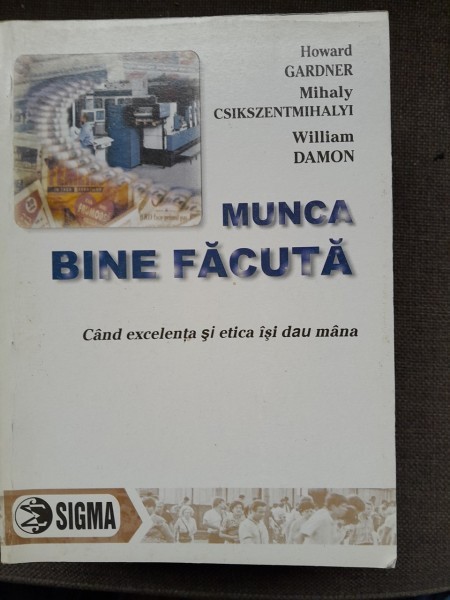 Howard
GARDNER
Mihaly
CSIKSZENTMIHALYI
William
DAMON
MUNCA
BINE FĂCUTĂ
Când excelența și etica își dau mâna
SIGMA